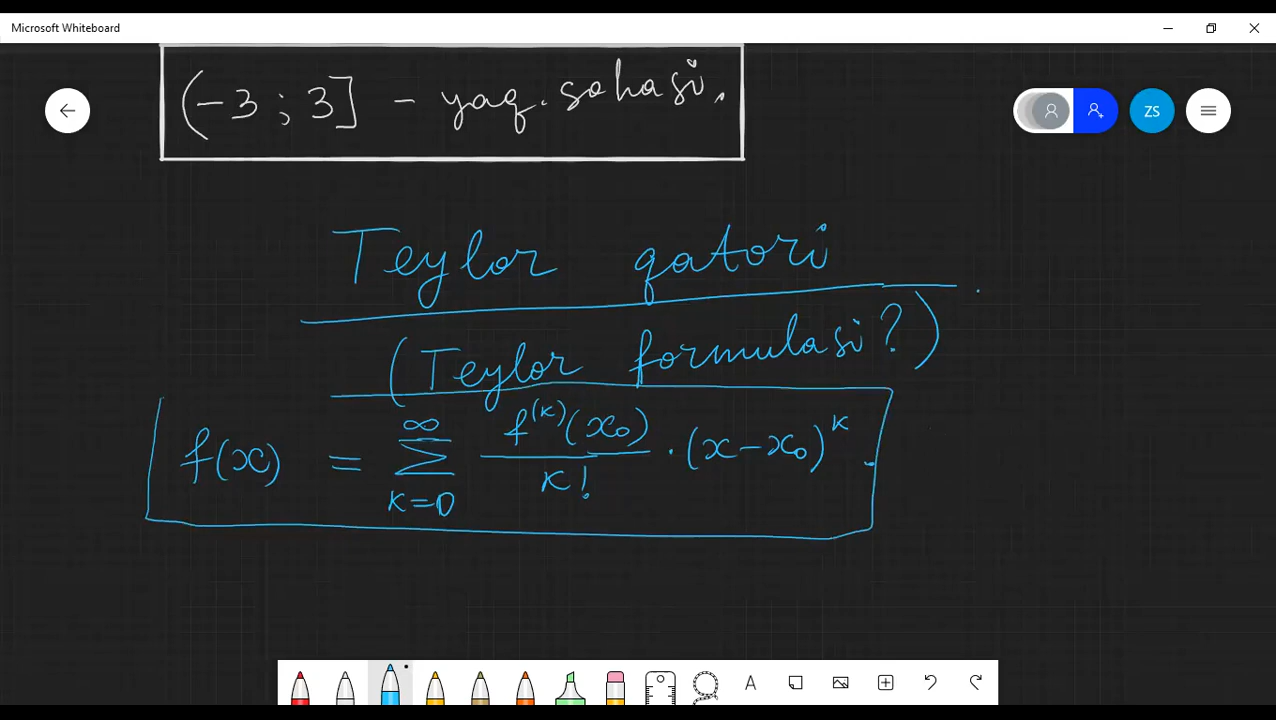 Microsoft Whiteboard
(-3 ; 3] - yaq. sohasi.
ZS
Teylor qatori
(Teylor formulasi?)
f(x) = ∑_{k=0}^{∞} f^{(k)}(x₀) / k! · (x - x₀)^k.
A